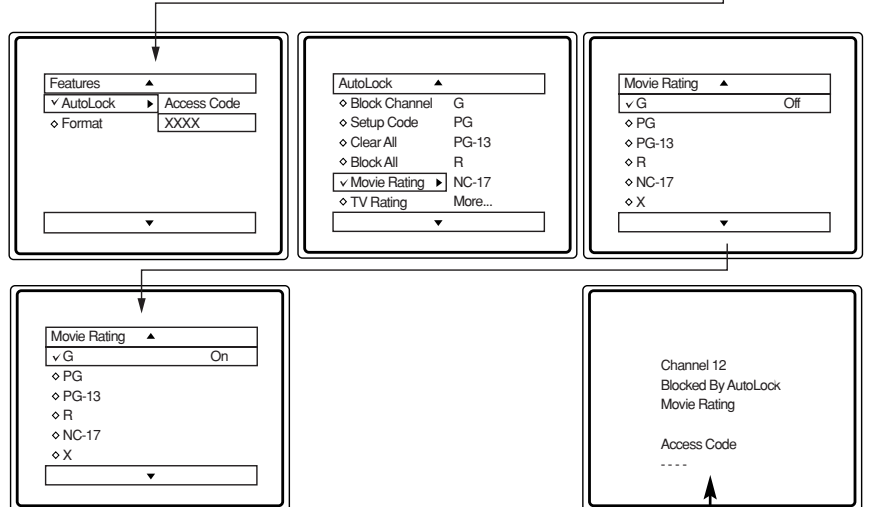 Features
AutoLock Access Code
Format XXXX
AutoLock
Block Channel G
Setup Code PG
Clear All PG-13
Block All R
Movie Rating NC-17
TV Rating More...
Movie Rating
G Off
PG
PG-13
R
NC-17
X
Movie Rating
G On
PG
PG-13
R
NC-17
X
Channel 12
Blocked By AutoLock
Movie Rating
Access Code
- - - -